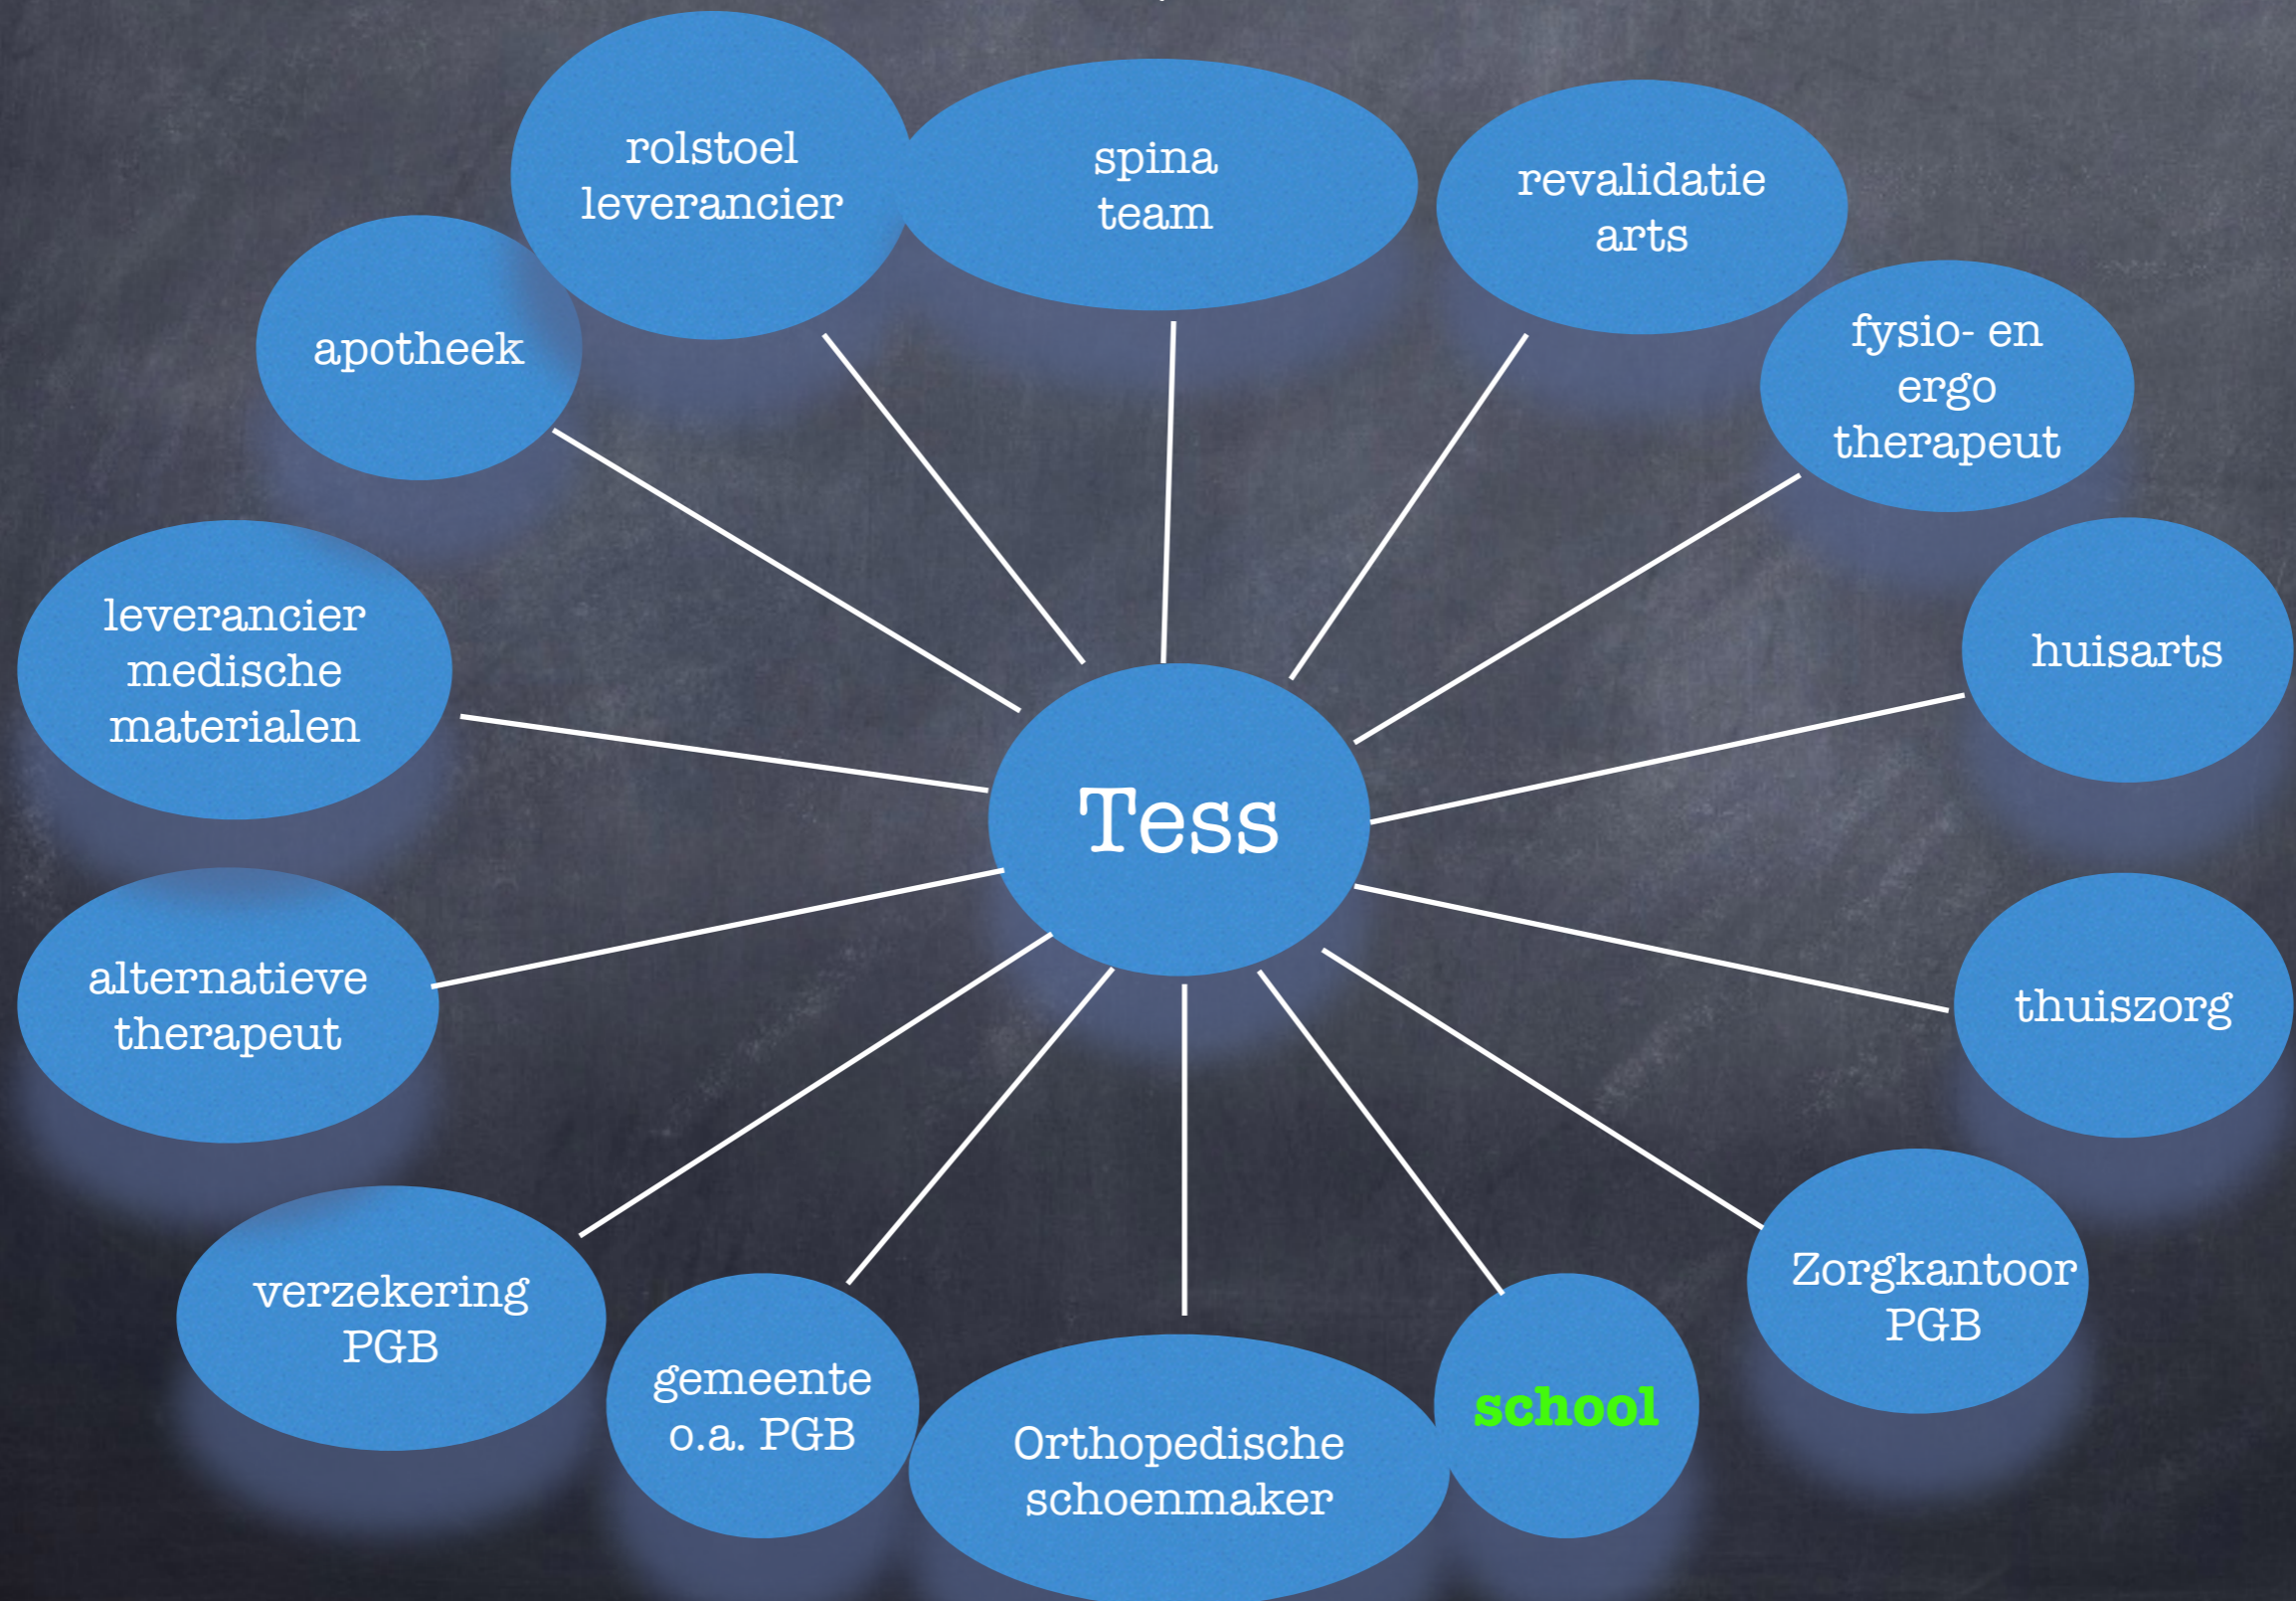 rolstoel
leverancier
spina
team
revalidatie
arts
apotheek
fysio- en
ergo
therapeut
leverancier
medische
materialen
huisarts
Tess
alternatieve
therapeut
thuiszorg
verzekering
PGB
gemeente
o.a. PGB
Orthopedische
schoenmaker
school
Zorgkantoor
PGB